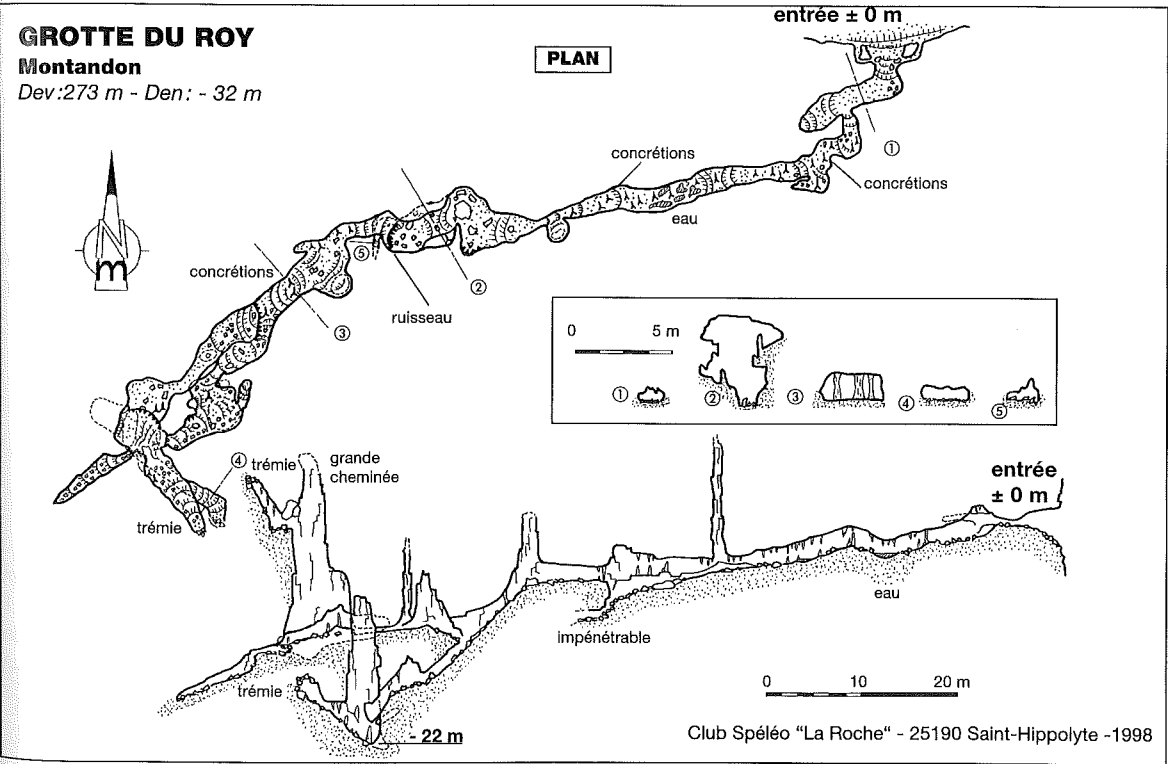 GROTTE DU ROY
Montandon
Dev:273 m - Den: - 32 m
PLAN
entrée ± 0 m
①
concrétions
concrétions
eau
N
m
concrétions
⑤
②
③
ruisseau
0 5 m
①
②
③
④
⑤
④
trémie
trémie
grande
cheminée
entrée
± 0 m
eau
impénétrable
trémie
- 22 m
0 10 20 m
Club Spéléo "La Roche" - 25190 Saint-Hippolyte -1998